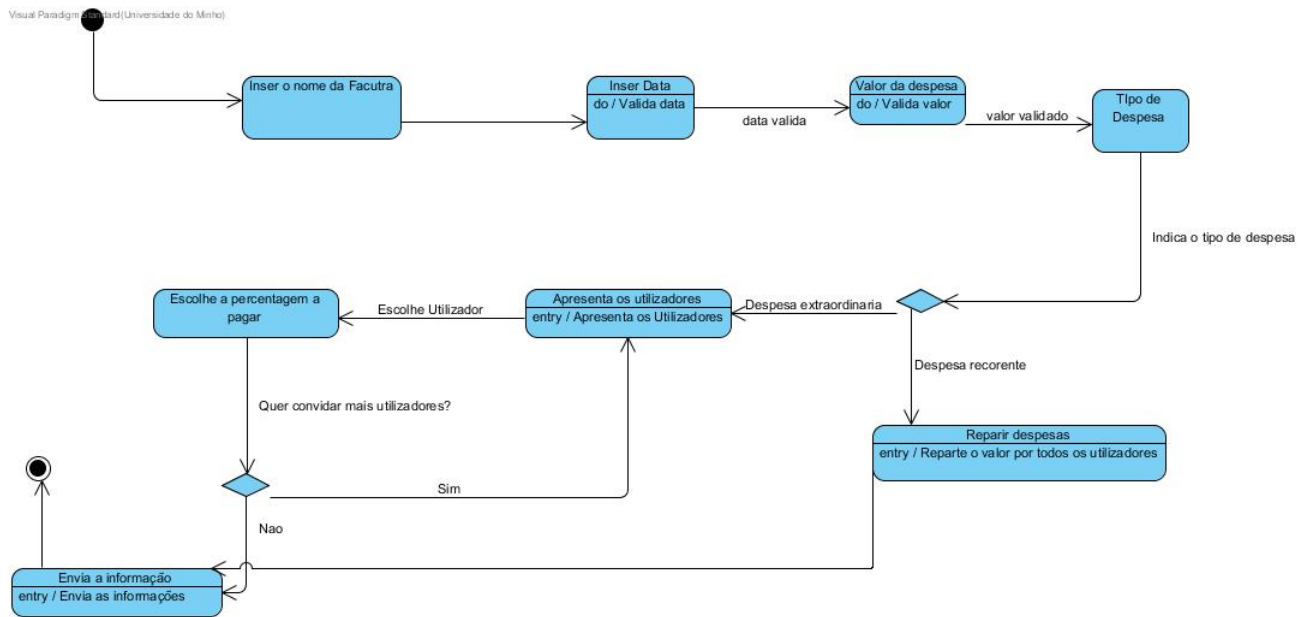 Visual Paradigm Standard(Universidade do Minho)
Inser o nome da Facutra
Inser Data
do / Valida data
data valida
Valor da despesa
do / Valida valor
valor validado
TIpo de
Despesa
Indica o tipo de despesa
Escolhe a percentagem a
pagar
Escolhe Utilizador
Apresenta os utilizadores
entry / Apresenta os Utilizadores
Despesa extraordinaria
Despesa recorente
Quer convidar mais utilizadores?
Reparir despesas
entry / Reparte o valor por todos os utilizadores
Sim
Nao
Envia a informação
entry / Envia as informações